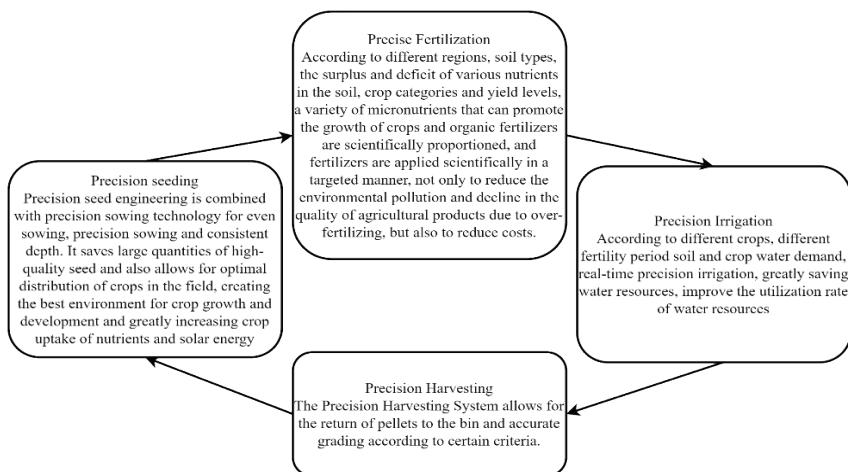 Precise Fertilization
According to different regions, soil types,
the surplus and deficit of various nutrients
in the soil, crop categories and yield levels,
a variety of micronutrients that can promote
the growth of crops and organic fertilizers
are scientifically proportioned, and
fertilizers are applied scientifically in a
targeted manner, not only to reduce the
environmental pollution and decline in the
quality of agricultural products due to over-
fertilizing, but also to reduce costs.
Precision seeding
Precision seed engineering is combined
with precision sowing technology for even
sowing, precision sowing and consistent
depth. It saves large quantities of high-
quality seed and also allows for optimal
distribution of crops in the field, creating
the best environment for crop growth and
development and greatly increasing crop
uptake of nutrients and solar energy
Precision Irrigation
According to different crops, different
fertility period soil and crop water demand,
real-time precision irrigation, greatly saving
water resources, improve the utilization rate
of water resources
Precision Harvesting
The Precision Harvesting System allows for
the return of pellets to the bin and accurate
grading according to certain criteria.